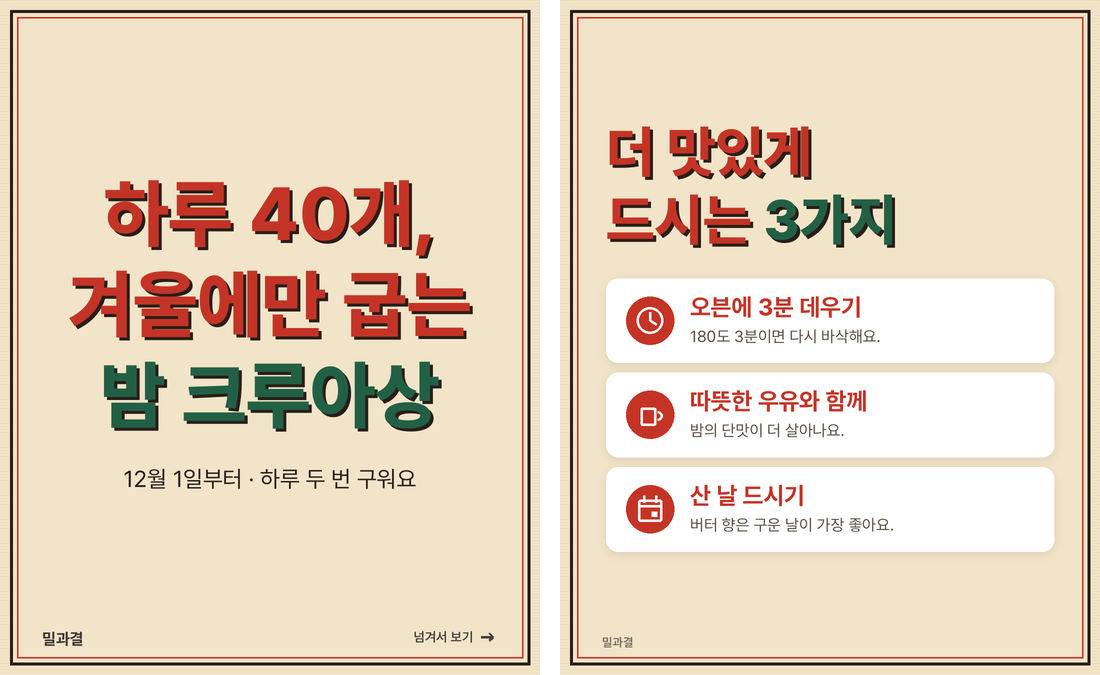 하루 40개,
겨울에만 굽는
밤 크루아상
12월 1일부터 · 하루 두 번 구워요
밀과결
넘겨서 보기 →
더 맛있게
드시는 3가지
오븐에 3분 데우기
180도 3분이면 다시 바삭해요.
따뜻한 우유와 함께
밤의 단맛이 더 살아나요.
산 날 드시기
버터 향은 구운 날이 가장 좋아요.
밀과결